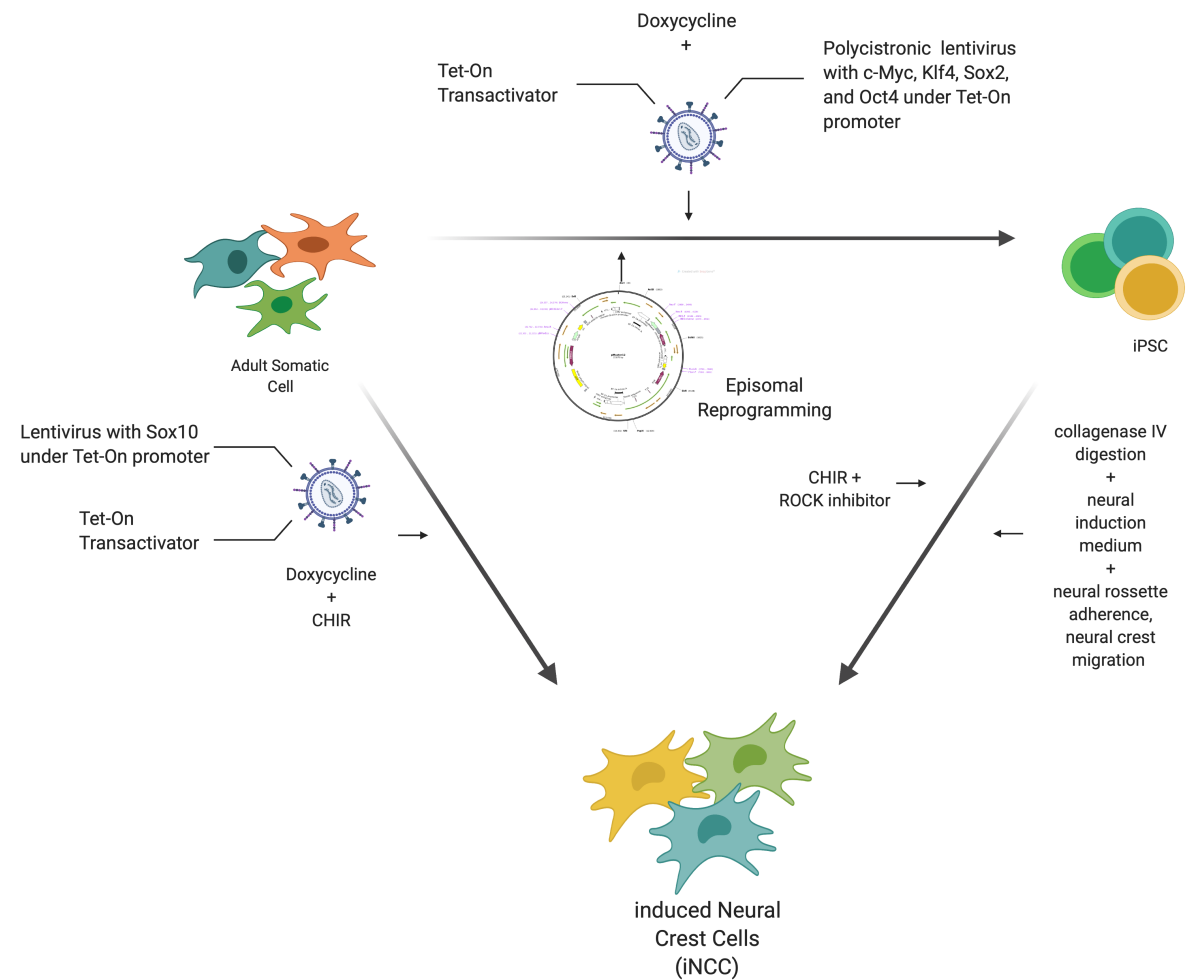 Doxycycline
+
Tet-On
Transactivator
Polycistronic lentivirus
with c-Myc, Klf4, Sox2,
and Oct4 under Tet-On
promoter
Adult Somatic
Cell
iPSC
Episomal
Reprogramming
Lentivirus with Sox10
under Tet-On promoter
Tet-On
Transactivator
Doxycycline
+
CHIR
CHIR +
ROCK inhibitor
collagenase IV
digestion
+
neural
induction
medium
+
neural rossette
adherence,
neural crest
migration
induced Neural
Crest Cells
(iNCC)